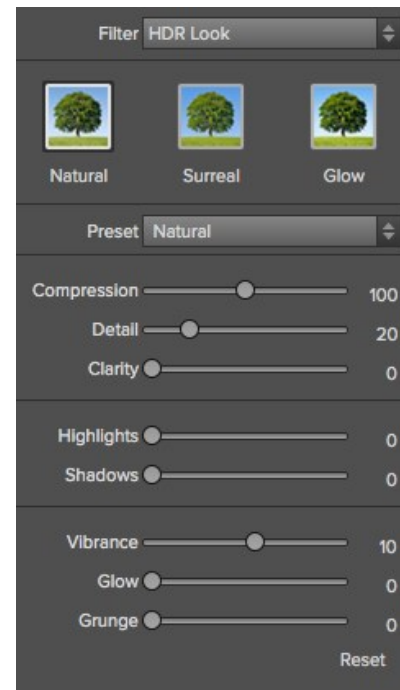 Filter HDR Look
Natural Surreal Glow
Preset Natural
Compression 100
Detail 20
Clarity 0
Highlights 0
Shadows 0
Vibrance 10
Glow 0
Grunge 0
Reset